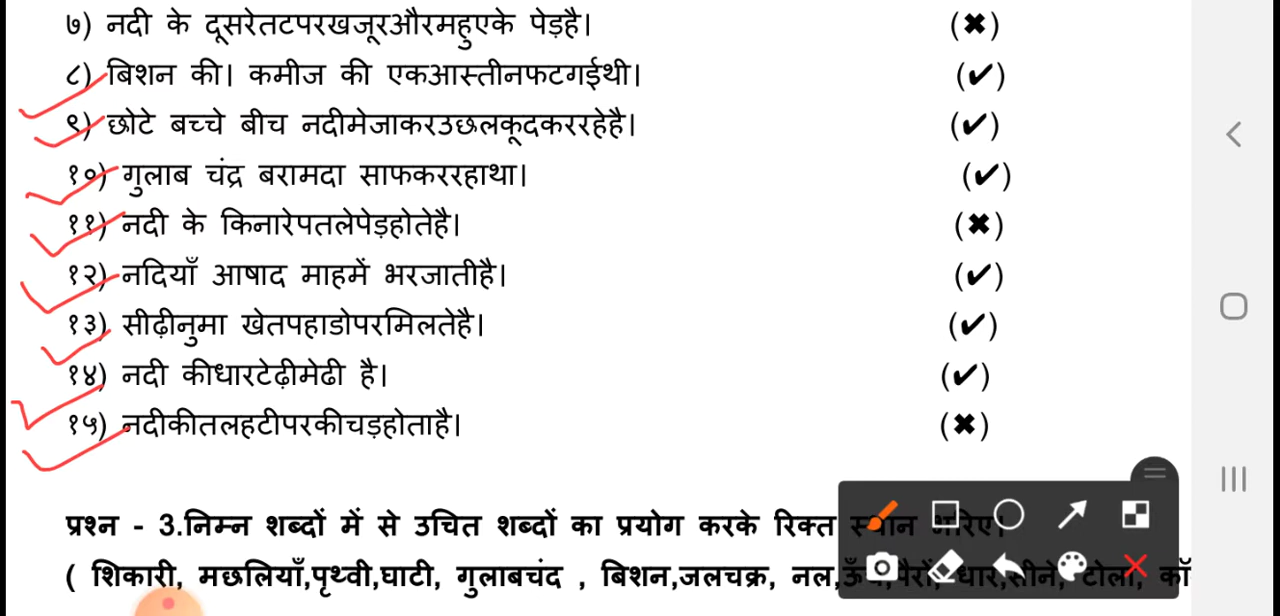 ७) नदी के दूसरेतटपरखजूरऔरमहुएके पेड़है। (✖)
८) बिशन की। कमीज की एकआस्तीनफटगईथी। (✔)
९) छोटे बच्चे बीच नदीमेजाकरउछलकूदकररहेहै। (✔)
१०) गुलाब चंद्र बरामदा साफकररहाथा। (✔)
११) नदी के किनारेपतलेपेड़होतेहै। (✖)
१२) नदियाँ आषाद माहमें भरजातीहै। (✔)
१३) सीढ़ीनुमा खेतपहाडोपरमिलतेहै। (✔)
१४) नदी कीधारटेढ़ीमेढी है। (✔)
१५) नदीकीतलहटीपरकीचड़होताहै। (✖)
प्रश्न - 3.निम्न शब्दों में से उचित शब्दों का प्रयोग करके रिक्त स्थान भरिए।
( शिकारी, मछलियाँ,पृथ्वी,घाटी, गुलाबचंद , बिशन,जलचक्र, नल, पैरों, धार,सीने, टोला,